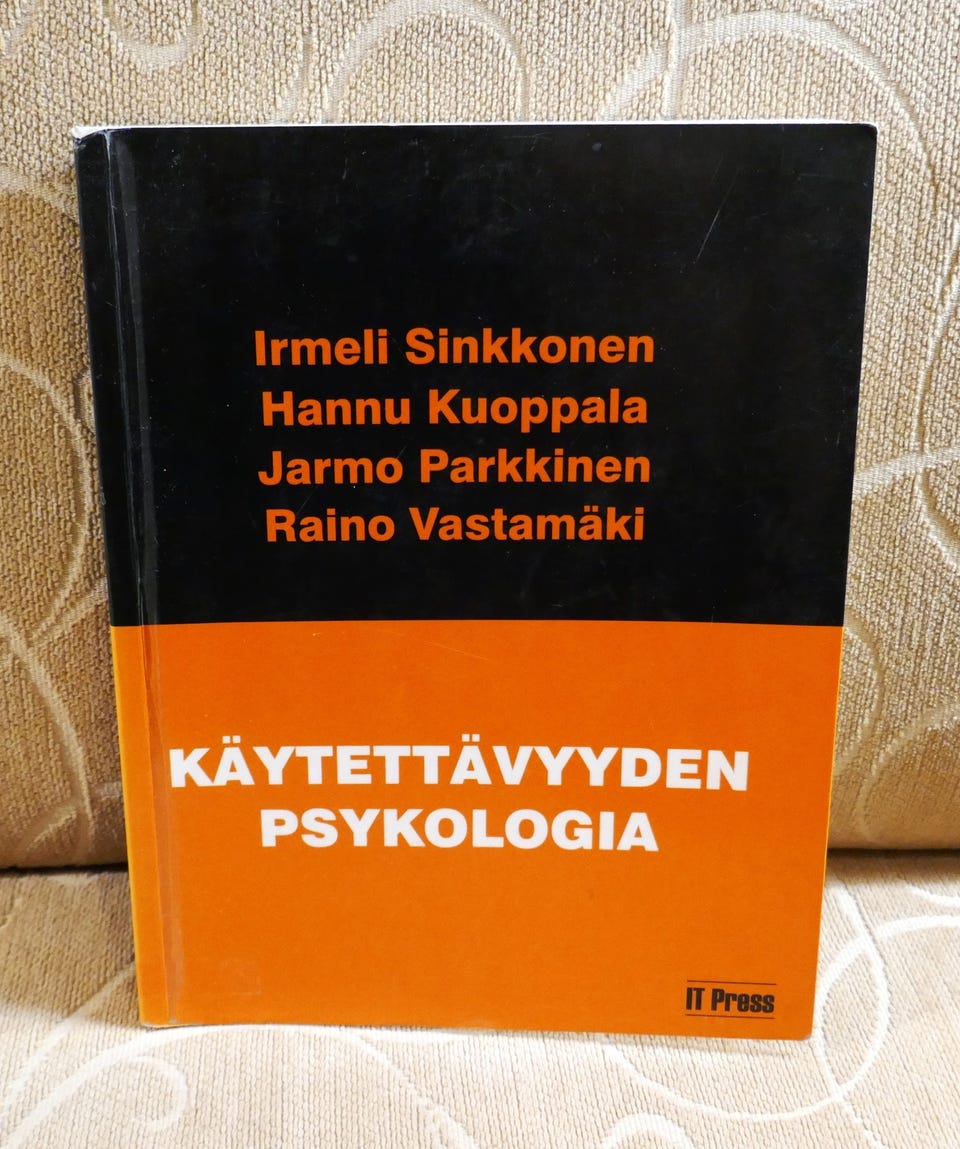 Irmeli Sinkkonen
Hannu Kuoppala
Jarmo Parkkinen
Raino Vastamäki
KÄYTETTÄVYYDEN
PSYKOLOGIA
IT Press